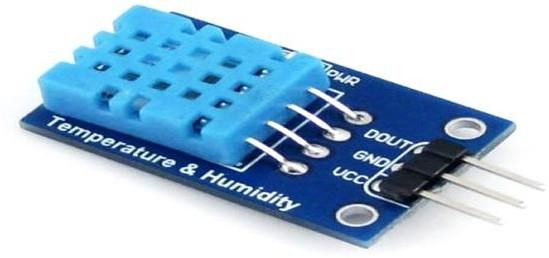 PWR
DOUT
GND
VCC
Temperature & Humidity